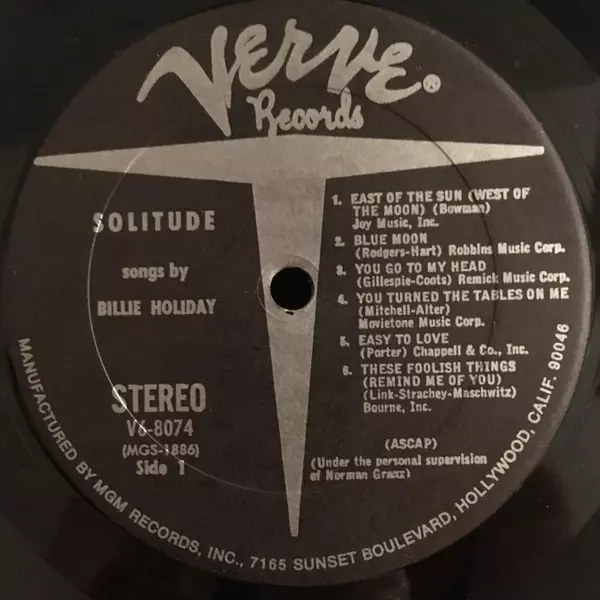 Verve®
Records
SOLITUDE
songs by
BILLIE HOLIDAY
STEREO
V6-8074
(MGS-1886)
Side 1
1. EAST OF THE SUN (WEST OF
THE MOON) (Bowman)
Joy Music, Inc.
2. BLUE MOON
(Rodgers-Hart) Robbins Music Corp.
3. YOU GO TO MY HEAD
(Gillespie-Coots) Remick Music Corp.
4. YOU TURNED THE TABLES ON ME
(Mitchell-Alter)
Movietone Music Corp.
5. EASY TO LOVE
(Porter) Chappell & Co., Inc.
6. THESE FOOLISH THINGS
(REMIND ME OF YOU)
(Link-Strachey-Maschwitz)
Bourne, Inc.
(ASCAP)
(Under the personal supervision
of Norman Granz)
MANUFACTURED BY MGM RECORDS, INC., 7165 SUNSET BOULEVARD, HOLLYWOOD, CALIF. 90046